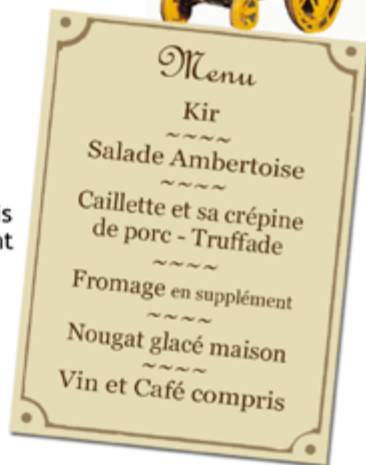 Menu
Kir
~~~~
Salade Ambertoise
~~~~
Caillette et sa crépine
de porc - Truffade
~~~~
Fromage en supplément
~~~~
Nougat glacé maison
~~~~
Vin et Café compris